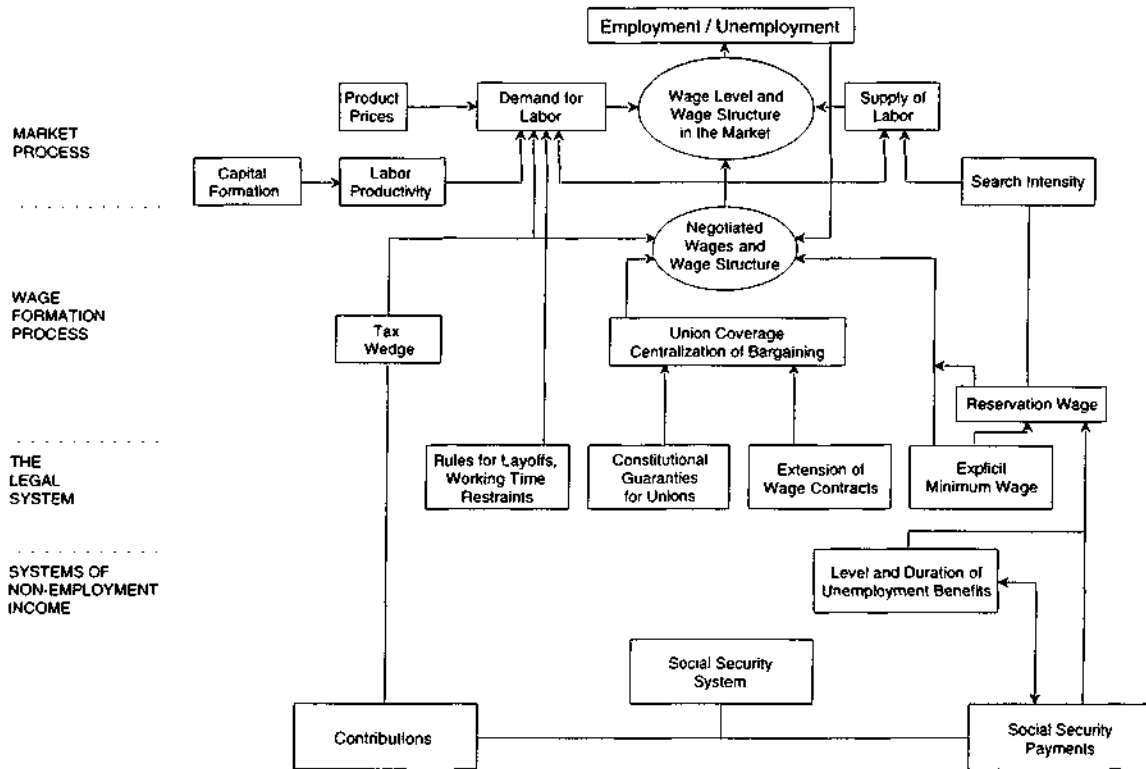 Employment / Unemployment
Product
Prices
Demand for
Labor
Wage Level and
Wage Structure
in the Market
Supply of
Labor
MARKET
PROCESS
Capital
Formation
Labor
Productivity
Search Intensity
Negotiated
Wages and
Wage Structure
WAGE
FORMATION
PROCESS
Tax
Wedge
Union Coverage
Centralization of Bargaining
Reservation Wage
THE
LEGAL
SYSTEM
Rules for Layoffs,
Working Time
Restraints
Constitutional
Guaranties
for Unions
Extension of
Wage Contracts
Explicit
Minimum Wage
SYSTEMS OF
NON-EMPLOYMENT
INCOME
Level and Duration of
Unemployment Benefits
Social Security
System
Contributions
Social Security
Payments